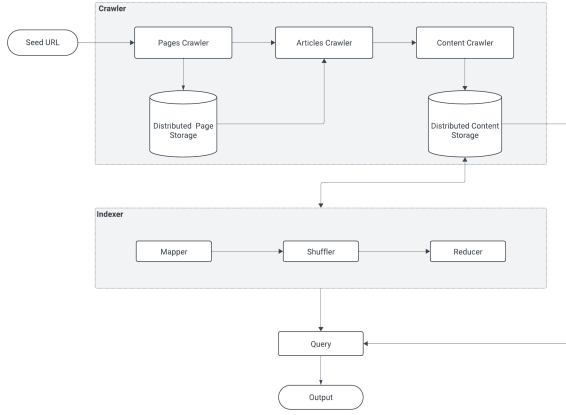 Crawler
Seed URL
Pages Crawler
Articles Crawler
Content Crawler
Distributed Page
Storage
Distributed Content
Storage
Indexer
Mapper
Shuffler
Reducer
Query
Output